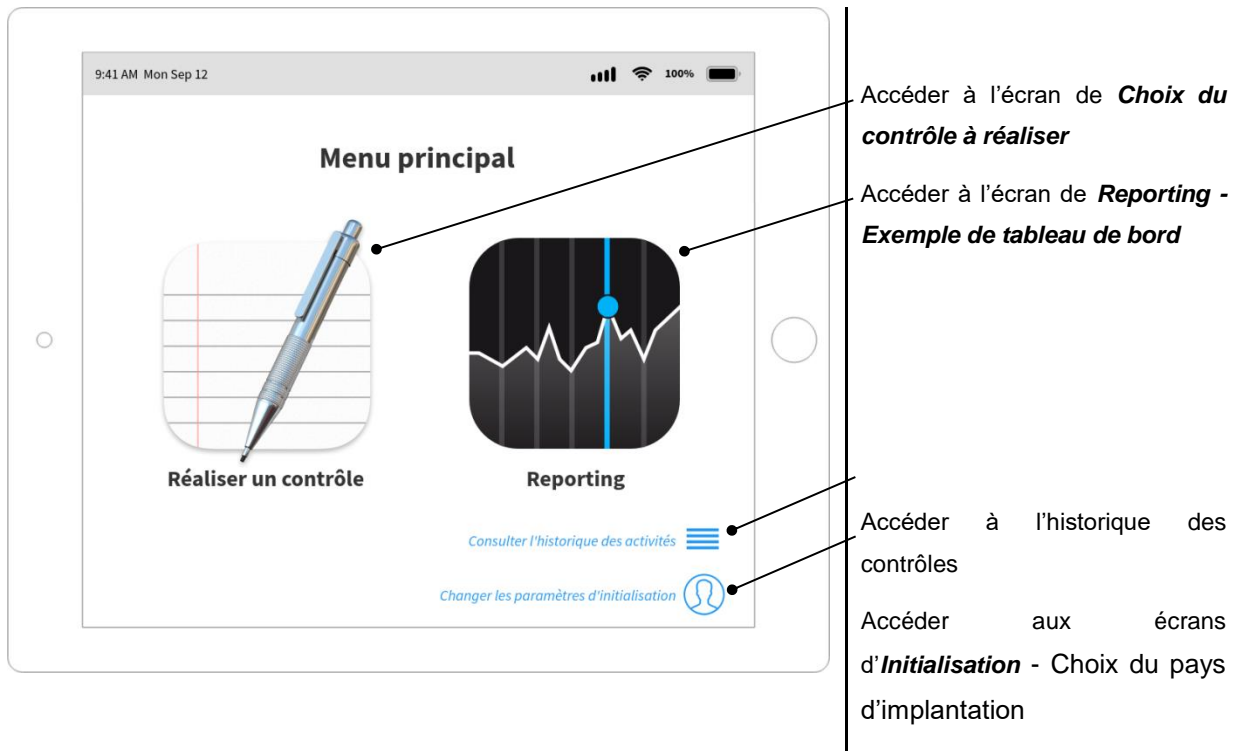 9:41 AM Mon Sep 12
100%
Menu principal
Réaliser un contrôle
Reporting
Consulter l'historique des activités
Changer les paramètres d'initialisation
Accéder à l’écran de Choix du
contrôle à réaliser
Accéder à l’écran de Reporting -
Exemple de tableau de bord
Accéder à l’historique des
contrôles
Accéder aux écrans
d’Initialisation - Choix du pays
d’implantation